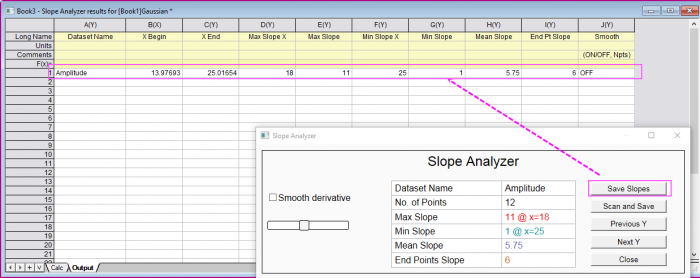 Book3 - Slope Analyzer results for [Book1]Gaussian *
A(Y) B(X) C(Y) D(Y) E(Y) F(Y) G(Y) H(Y) I(Y) J(Y)
Long Name Dataset Name X Begin X End Max Slope X Max Slope Min Slope X Min Slope Mean Slope End Pt Slope Smooth
Units
Comments (ON/OFF, Npts)
F(x)
1 Amplitude 13.97693 25.01654 18 11 25 1 5.75 6 OFF
2
3
4
5
6
7
8
9
10
11
12
13
14
15
16
17
18
19
20
21
Calc Output
Slope Analyzer
Slope Analyzer
Smooth derivative
Dataset Name Amplitude
No. of Points 12
Max Slope 11 @ x=18
Min Slope 1 @ x=25
Mean Slope 5.75
End Points Slope 6
Save Slopes
Scan and Save
Previous Y
Next Y
Close